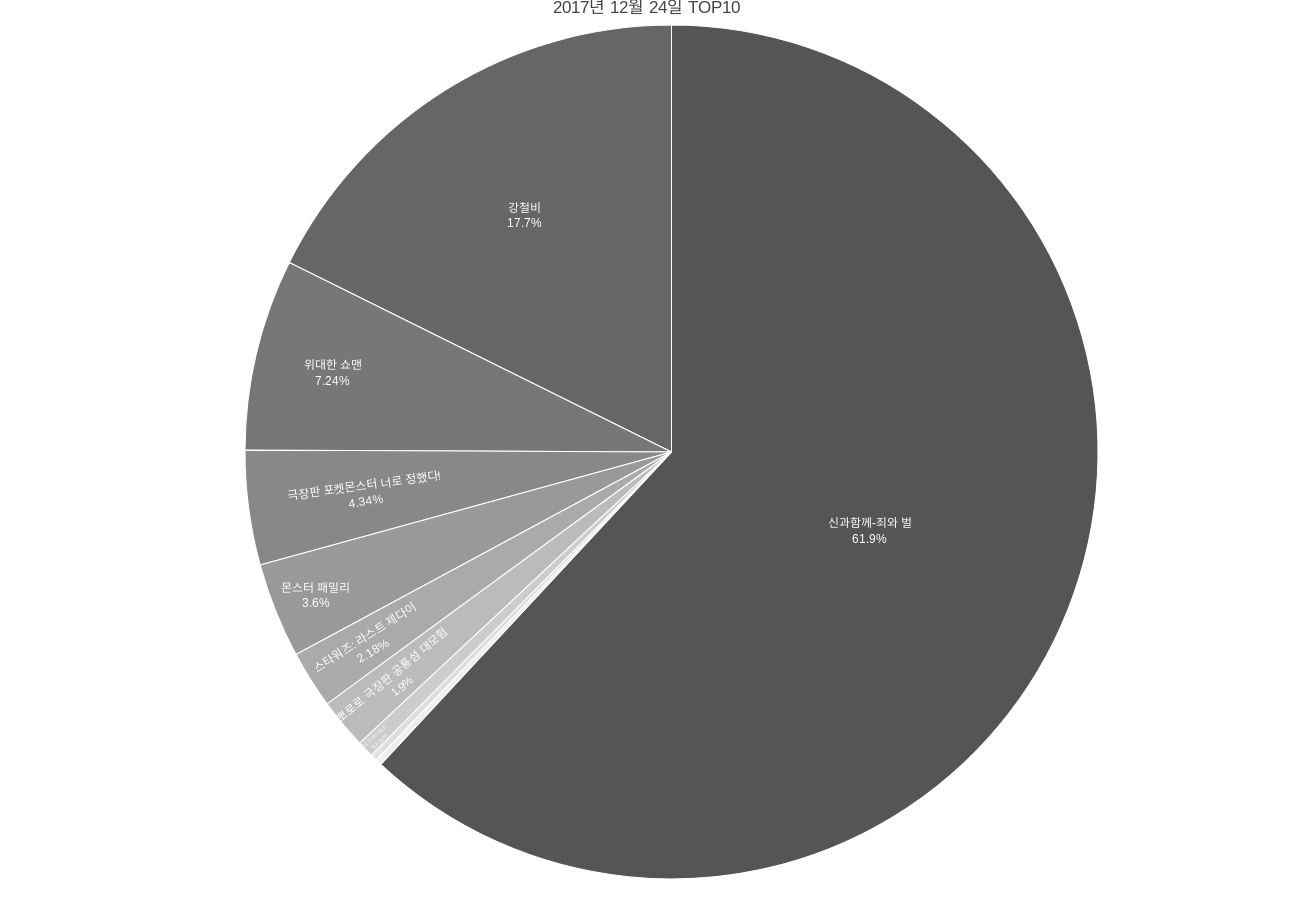 2017년 12월 24일 TOP10
강철비
17.7%
위대한 쇼맨
7.24%
극장판 포켓몬스터 너로 정했다!
4.34%
신과함께-죄와 벌
61.9%
몬스터 패밀리
3.6%
스타워즈: 라스트 제다이
2.18%
뽀로로 극장판 공룡섬 대모험
1.9%